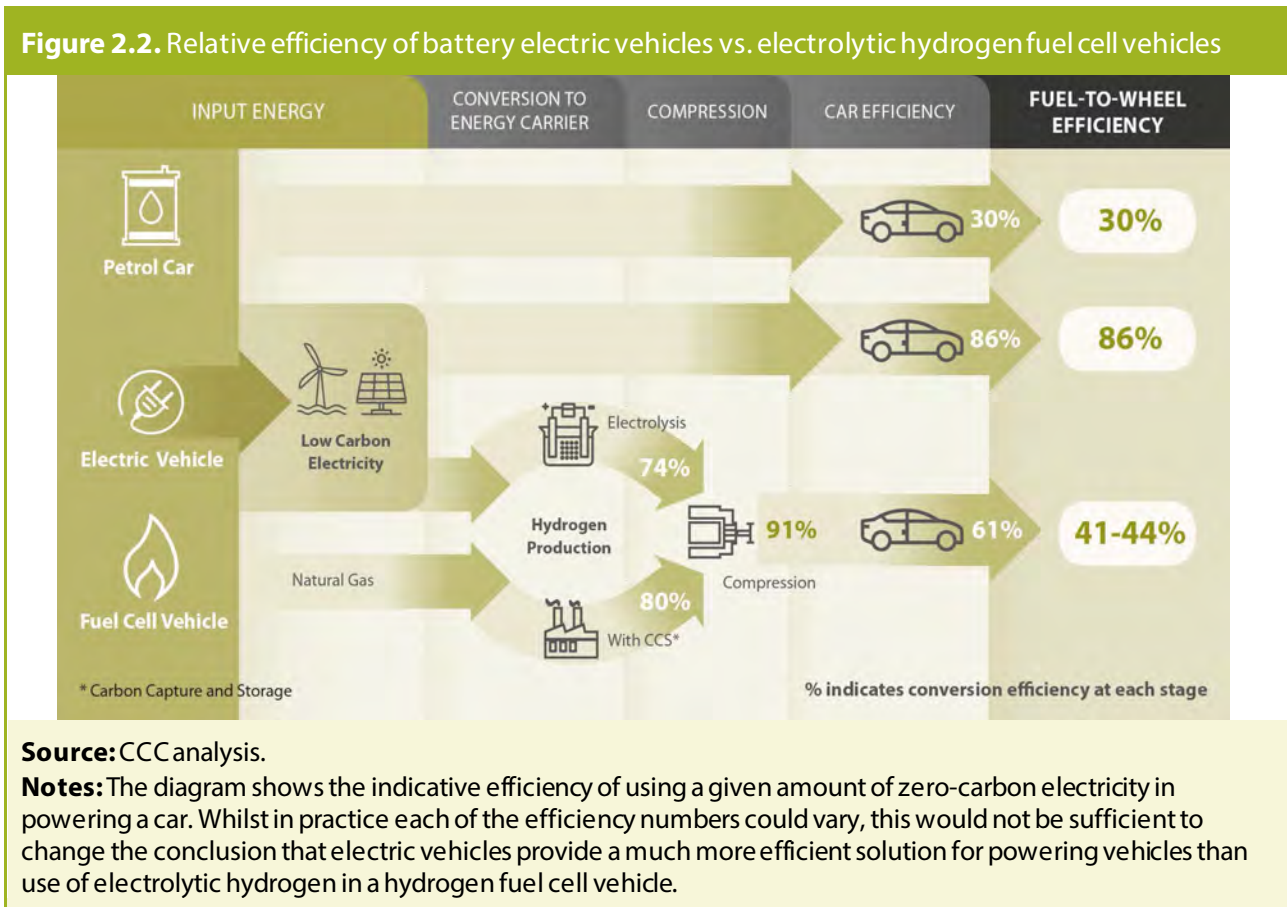 Figure 2.2. Relative efficiency of battery electric vehicles vs. electrolytic hydrogen fuel cell vehicles
INPUT ENERGY
CONVERSION TO
ENERGY CARRIER
COMPRESSION
CAR EFFICIENCY
FUEL-TO-WHEEL
EFFICIENCY
Petrol Car
30%
30%
86%
86%
Electric Vehicle
Low Carbon
Electricity
Electrolysis
74%
Hydrogen
Production
91%
Compression
61%
41-44%
Natural Gas
80%
With CCS*
Fuel Cell Vehicle
* Carbon Capture and Storage
% indicates conversion efficiency at each stage
Source: CCC analysis.
Notes: The diagram shows the indicative efficiency of using a given amount of zero-carbon electricity in
powering a car. Whilst in practice each of the efficiency numbers could vary, this would not be sufficient to
change the conclusion that electric vehicles provide a much more efficient solution for powering vehicles than
use of electrolytic hydrogen in a hydrogen fuel cell vehicle.